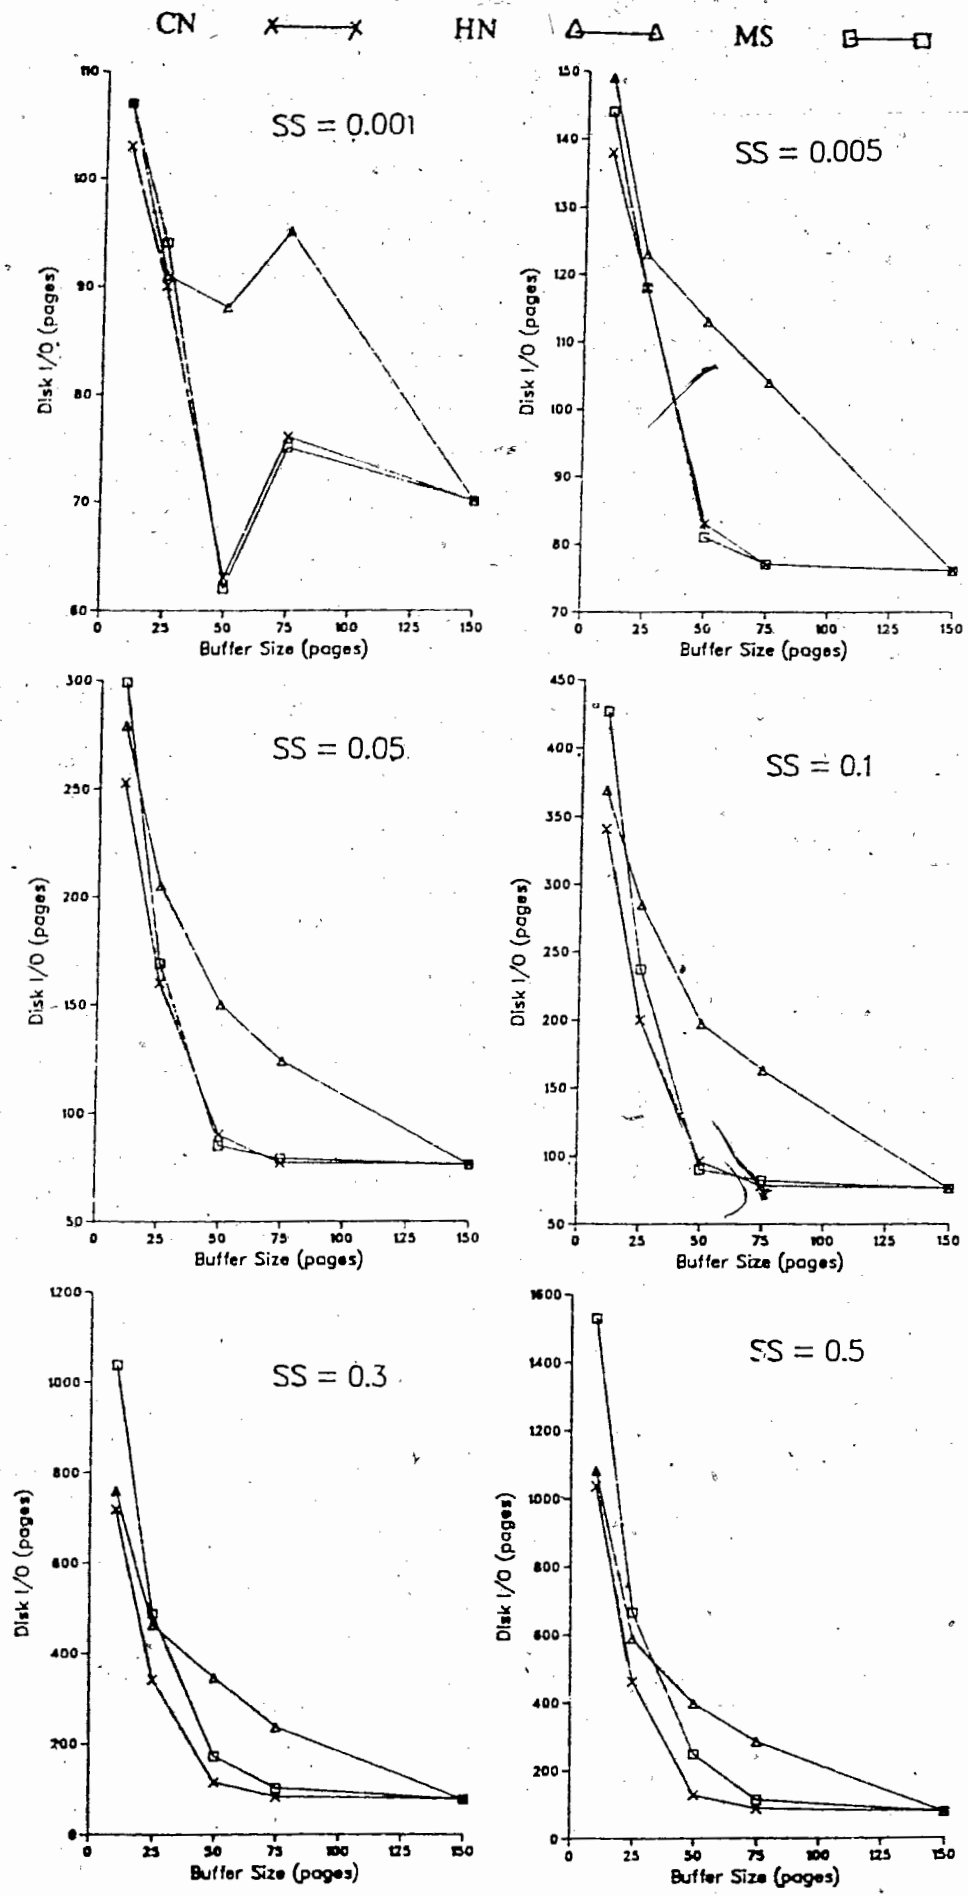 CN HN MS
SS = 0.001
110
100
90
80
70
60
Disk I/O (pages)
0 25 50 75 100 125 150
Buffer Size (pages)
SS = 0.005
150
140
130
120
110
100
90
80
70
Disk I/O (pages)
0 25 50 75 100 125 150
Buffer Size (pages)
SS = 0.05
300
250
200
150
100
50
Disk I/O (pages)
0 25 50 75 100 125 150
Buffer Size (pages)
SS = 0.1
450
400
350
300
250
200
150
100
50
Disk I/O (pages)
0 25 50 75 100 125 150
Buffer Size (pages)
SS = 0.3
1200
1000
800
600
400
200
0
Disk I/O (pages)
0 25 50 75 100 125 150
Buffer Size (pages)
SS = 0.5
1600
1400
1200
1000
800
600
400
200
0
Disk I/O (pages)
0 25 50 75 100 125 150
Buffer Size (pages)